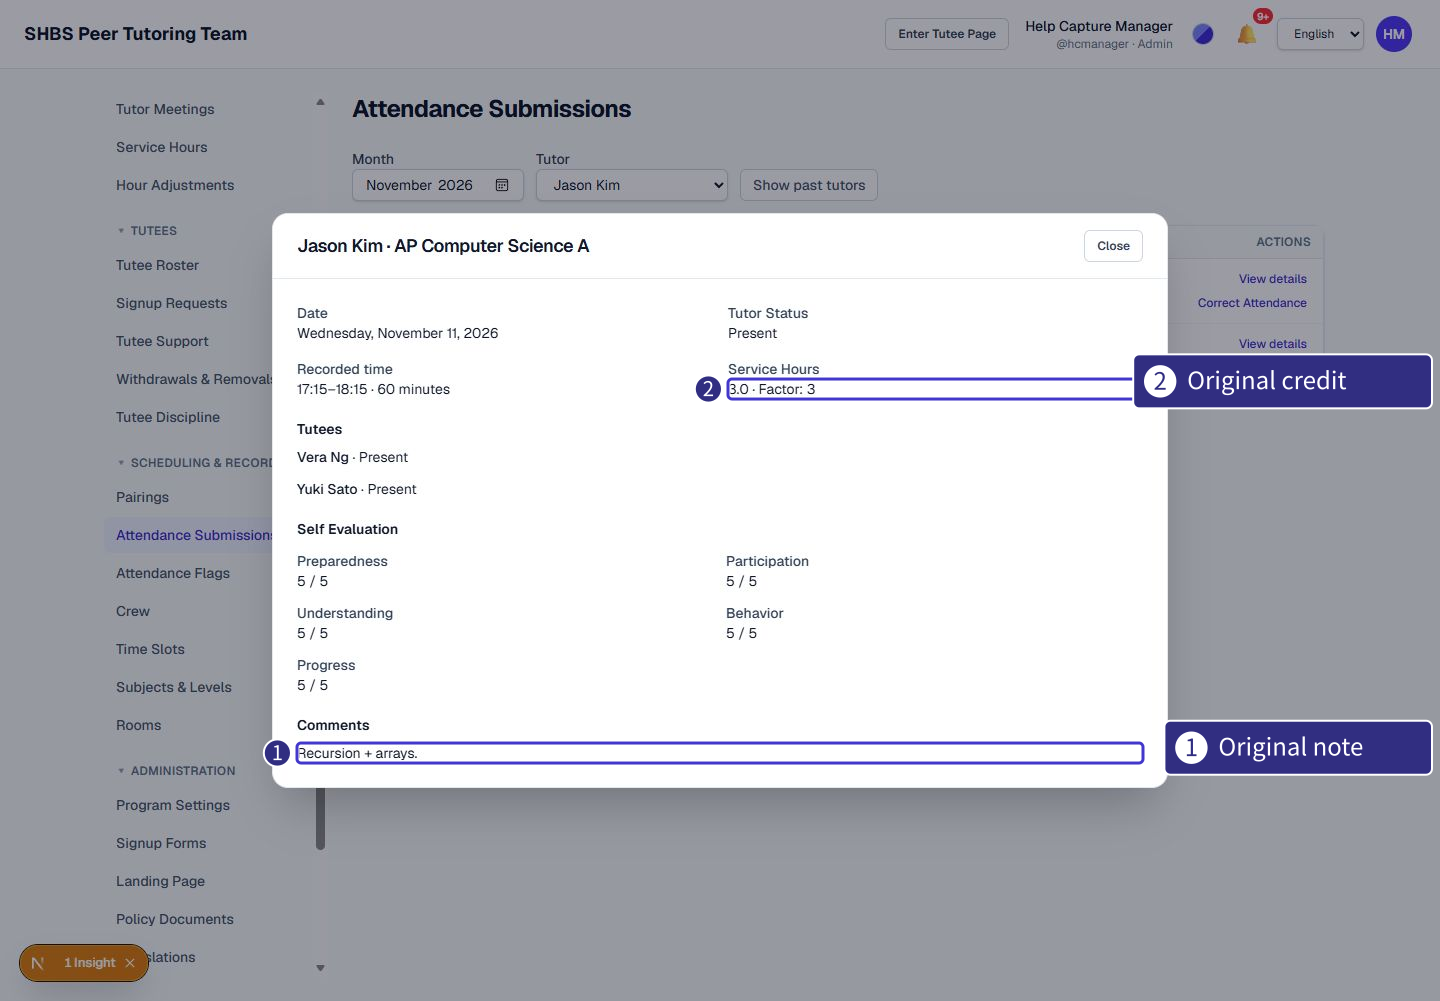 SHBS Peer Tutoring Team
Enter Tutee Page
Help Capture Manager
@hcmanager · Admin
9+
English
HM
Tutor Meetings
Service Hours
Hour Adjustments
TUTEES
Tutee Roster
Signup Requests
Tutee Support
Withdrawals & Removals
Tutee Discipline
SCHEDULING & RECORD
Pairings
Attendance Submissions
Attendance Flags
Crew
Time Slots
Subjects & Levels
Rooms
ADMINISTRATION
Program Settings
Signup Forms
Landing Page
Policy Documents
slations
N 1 Insight ×
Attendance Submissions
Month
November 2026
Tutor
Jason Kim
Show past tutors
ACTIONS
View details
Correct Attendance
View details
Jason Kim · AP Computer Science A
Close
Date
Wednesday, November 11, 2026
Tutor Status
Present
Recorded time
17:15–18:15 · 60 minutes
Service Hours
2 3.0 · Factor: 3
2 Original credit
Tutees
Vera Ng · Present
Yuki Sato · Present
Self Evaluation
Preparedness
5 / 5
Participation
5 / 5
Understanding
5 / 5
Behavior
5 / 5
Progress
5 / 5
Comments
1 Recursion + arrays.
1 Original note